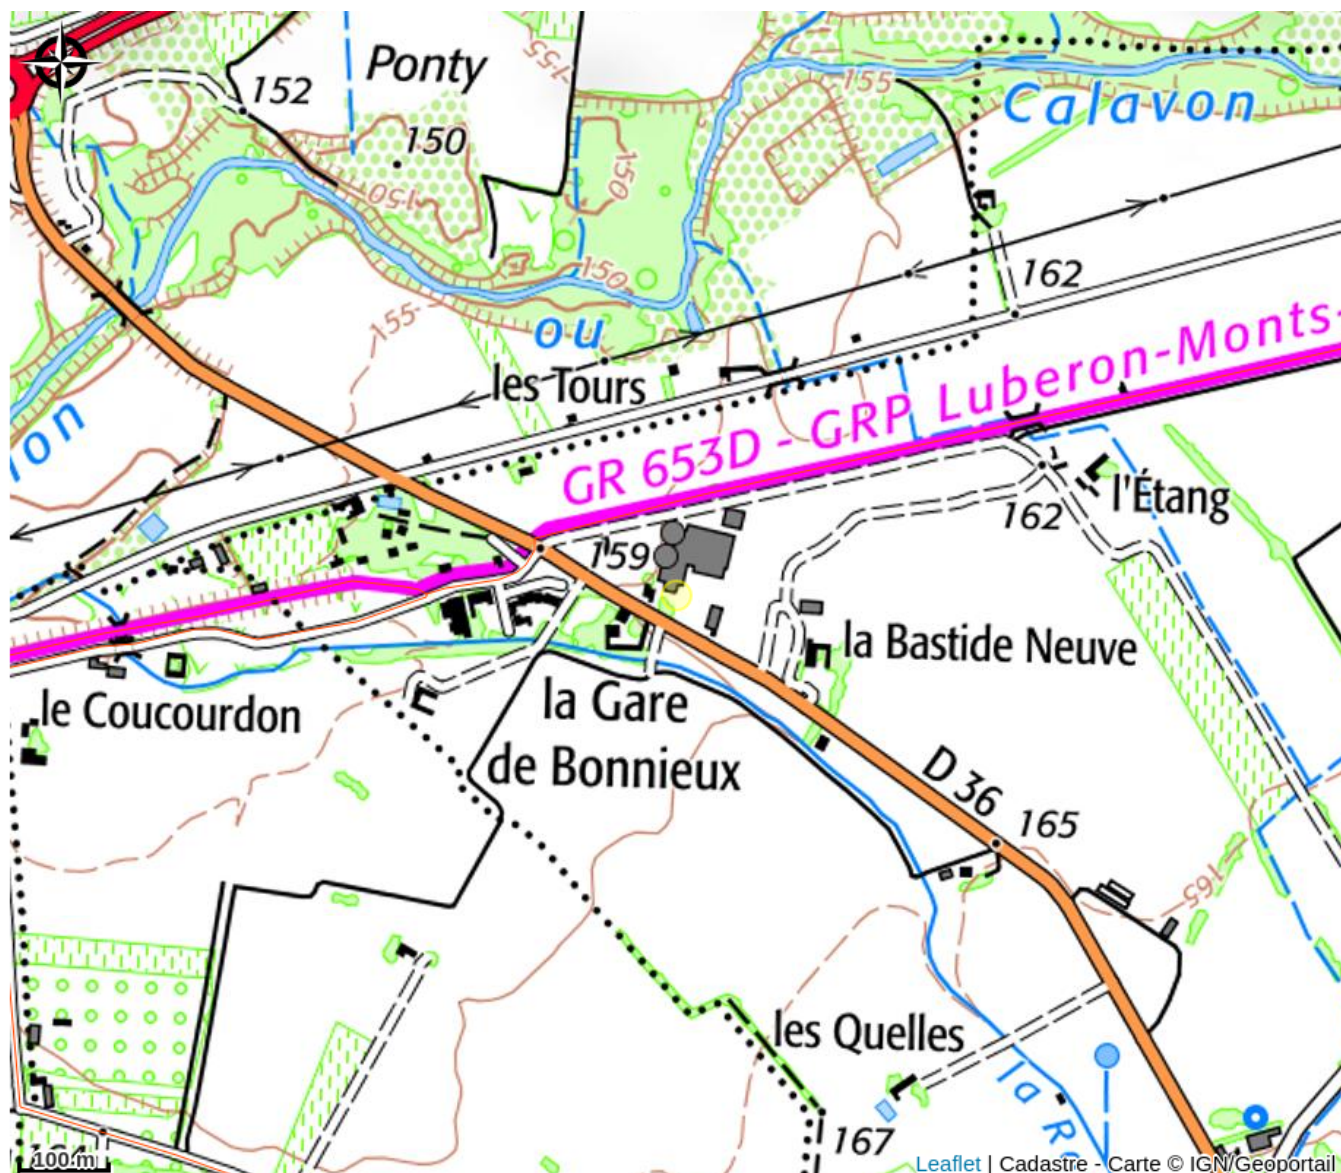 Ponty
155
152
155
Calavon
150
150
150
150
162
155
ou
les Tours
GR 653D - GRP Luberon-Monts-
l'Étang
162
159
la Bastide Neuve
la Gare
de Bonnieux
le Coucourdon
D 36
165
165
les Quelles
la R
167
100 m
Leaflet | Cadastre - Carte © IGN/Geoportail